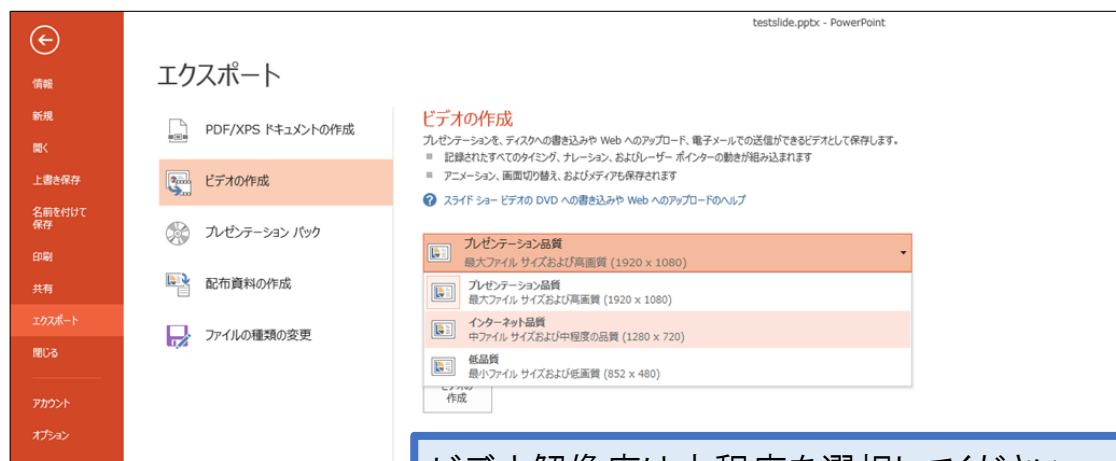 testslide.pptx - PowerPoint
情報
新規
開く
上書き保存
名前を付けて
保存
印刷
共有
エクスポート
閉じる
アカウント
オプション
エクスポート
PDF/XPS ドキュメントの作成
ビデオの作成
プレゼンテーション パック
配布資料の作成
ファイルの種類の変更
ビデオの作成
プレゼンテーションを、ディスクへの書き込みや Web へのアップロード、電子メールでの送信ができるビデオとして保存します。
記録されたすべてのタイミング、ナレーション、およびレーザー ポインターの動きが組み込まれます
アニメーション、画面切り替え、およびメディアも保存されます
スライド ショー ビデオの DVD への書き込みや Web へのアップロードのヘルプ
プレゼンテーション品質
最大ファイル サイズおよび高画質 (1920 x 1080)
プレゼンテーション品質
最大ファイル サイズおよび高画質 (1920 x 1080)
インターネット品質
中ファイル サイズおよび中程度の品質 (1280 x 720)
低品質
最小ファイル サイズおよび低画質 (852 x 480)
ビデオの
作成